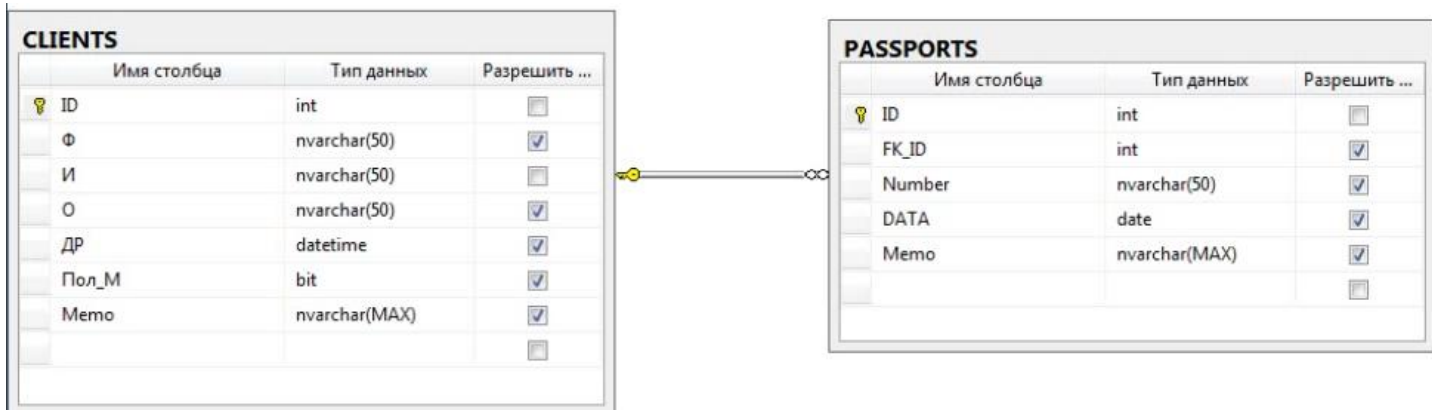 CLIENTS
Имя столбца Тип данных Разрешить ...
ID int
Ф nvarchar(50)
И nvarchar(50)
О nvarchar(50)
ДР datetime
Пол_М bit
Memo nvarchar(MAX)
PASSPORTS
Имя столбца Тип данных Разрешить ...
ID int
FK_ID int
Number nvarchar(50)
DATA date
Memo nvarchar(MAX)